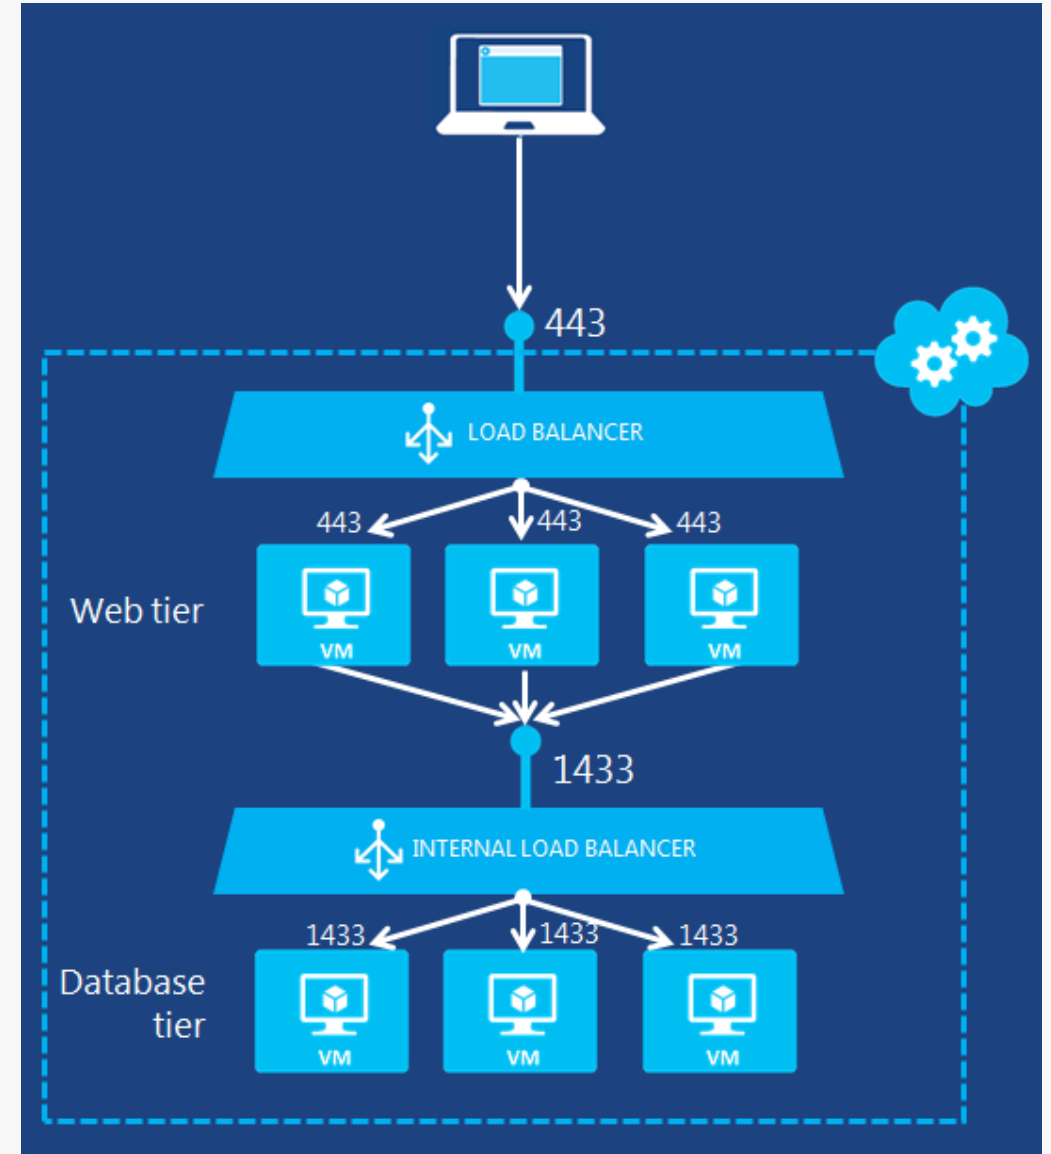 443
LOAD BALANCER
443
443
443
Web tier
VM
VM
VM
1433
INTERNAL LOAD BALANCER
1433
1433
1433
Database
tier
VM
VM
VM